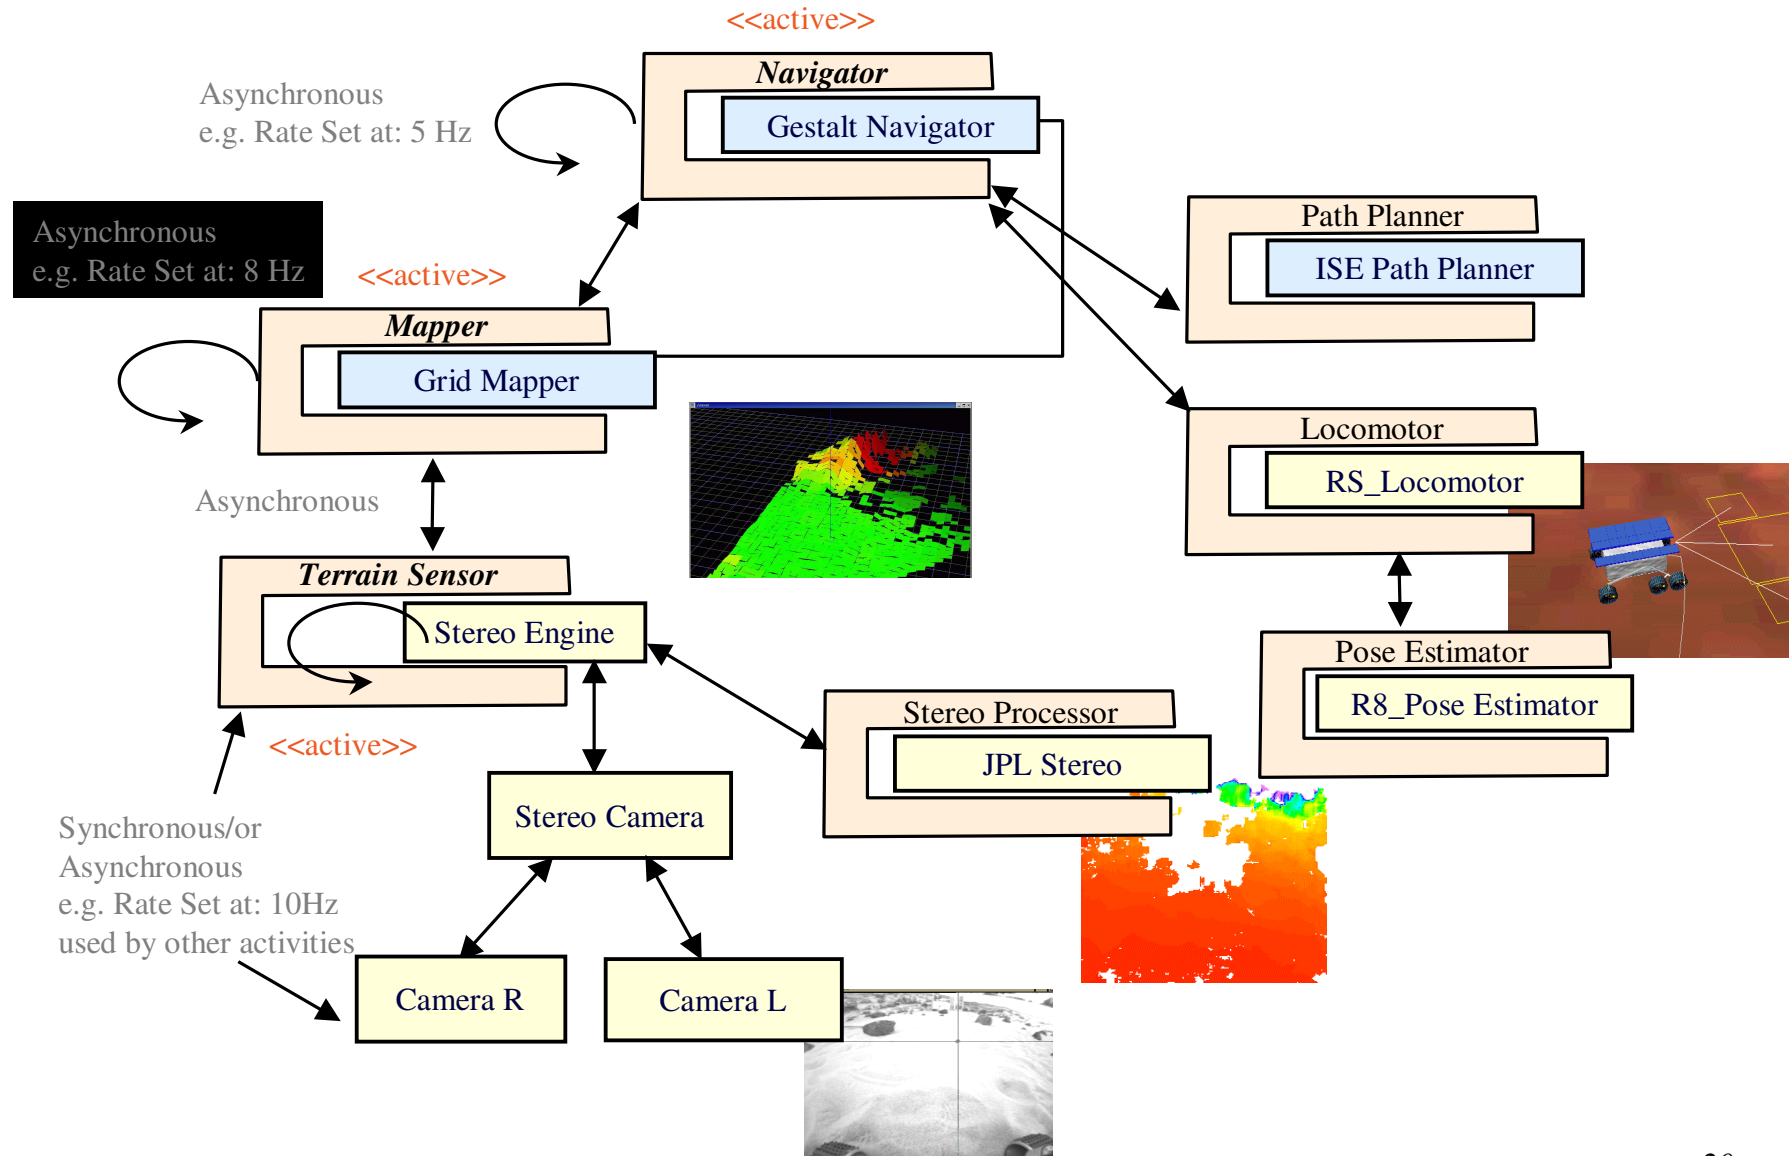 <<active>>
Navigator
Asynchronous
e.g. Rate Set at: 5 Hz
Gestalt Navigator
Asynchronous
e.g. Rate Set at: 8 Hz
<<active>>
Path Planner
ISE Path Planner
Mapper
Grid Mapper
Locomotor
RS_Locomotor
Asynchronous
Terrain Sensor
Stereo Engine
Pose Estimator
R8_Pose Estimator
<<active>>
Stereo Processor
JPL Stereo
Stereo Camera
Synchronous/or
Asynchronous
e.g. Rate Set at: 10Hz
used by other activities
Camera R
Camera L